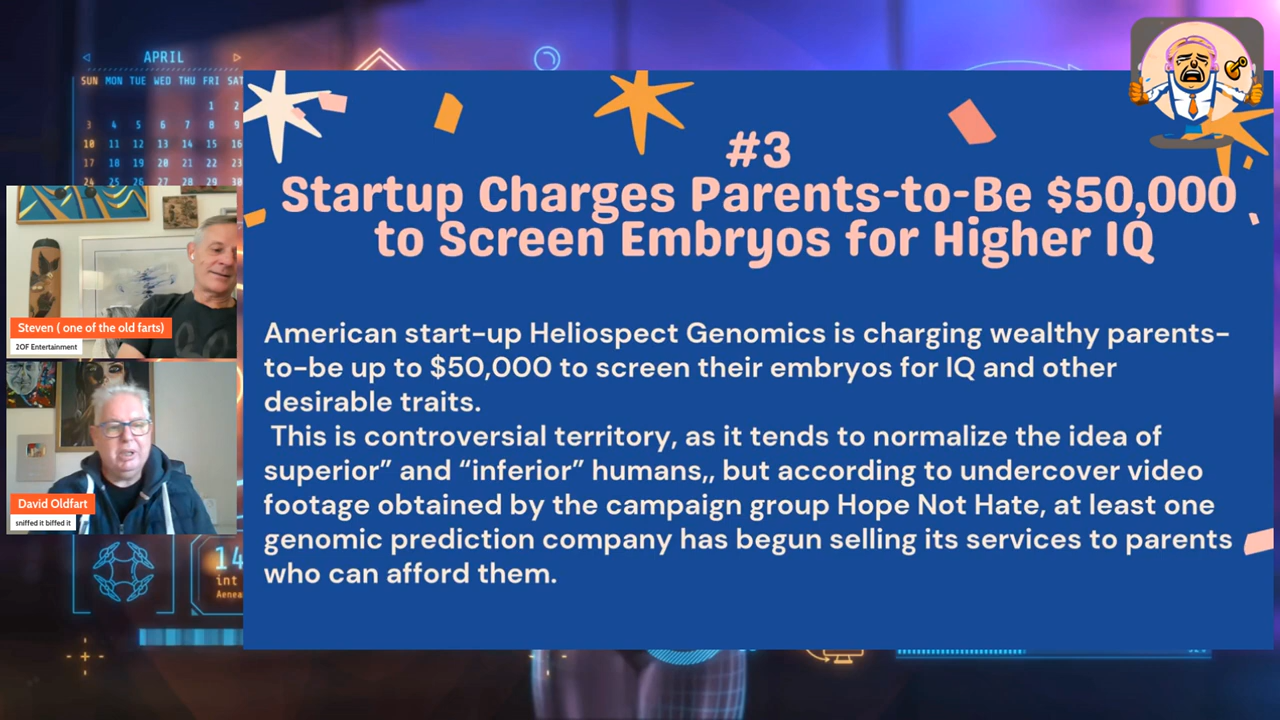 APRIL
SUN MON TUE WED THU FRI SAT
1 2
3 4 5 6 7 8 9
10 11 12 13 14 15 16
17 18 19 20 21 22 23
24 25 26 27 28 29 30
#3
Startup Charges Parents-to-Be $50,000
to Screen Embryos for Higher IQ
American start-up Heliospect Genomics is charging wealthy parents-
to-be up to $50,000 to screen their embryos for IQ and other
desirable traits.
This is controversial territory, as it tends to normalize the idea of
superior” and “inferior” humans,, but according to undercover video
footage obtained by the campaign group Hope Not Hate, at least one
genomic prediction company has begun selling its services to parents
who can afford them.
Steven ( one of the old farts)
2OF Entertainment
David Oldfart
sniffed it biffed it
14
int
Aenea